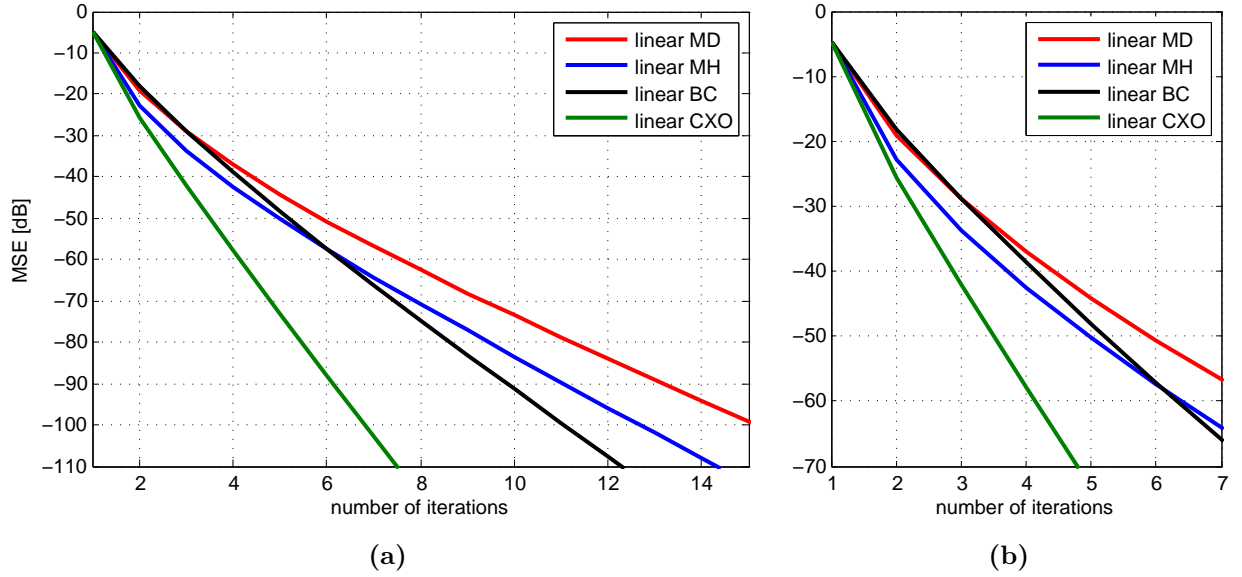 0
−10
−20
−30
−40
−50
−60
−70
−80
−90
−100
−110
MSE [dB]
2
4
6
8
10
12
14
number of iterations
linear MD
linear MH
linear BC
linear CXO
(a)
0
−10
−20
−30
−40
−50
−60
−70
1
2
3
4
5
6
7
number of iterations
linear MD
linear MH
linear BC
linear CXO
(b)